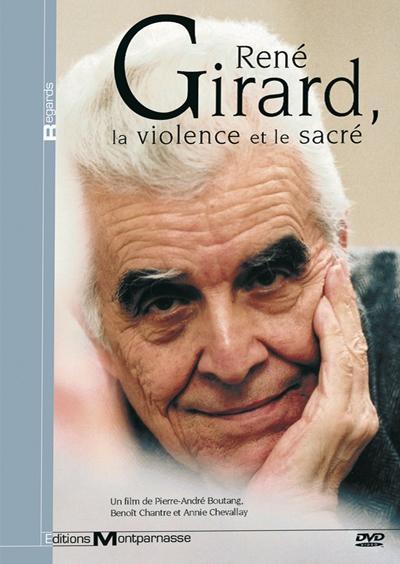 René
Girard,
la violence et le sacré
Regards
Un film de Pierre-André Boutang,
Benoît Chantre et Annie Chevallay
Editions Montparnasse
DVD
VIDEO